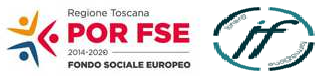 Regione Toscana
POR FSE
2014-2020
FONDO SOCIALE EUROPEO
if